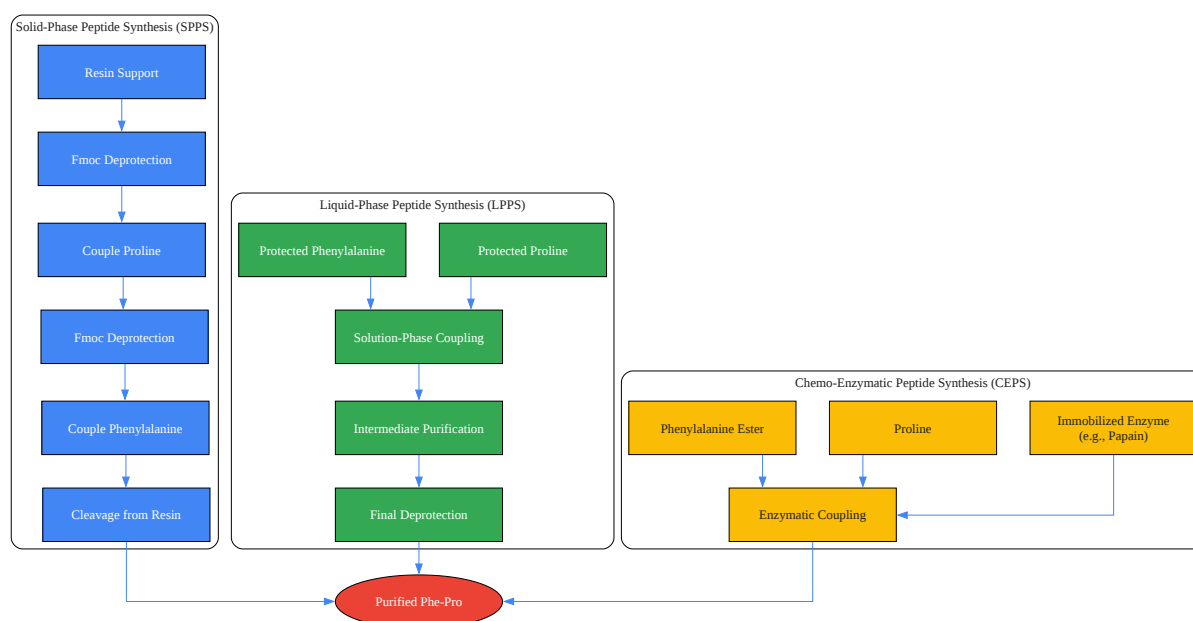 Solid-Phase Peptide Synthesis (SPPS)
Resin Support
Fmoc Deprotection
Couple Proline
Fmoc Deprotection
Couple Phenylalanine
Cleavage from Resin
Liquid-Phase Peptide Synthesis (LPPS)
Protected Phenylalanine
Protected Proline
Solution-Phase Coupling
Intermediate Purification
Final Deprotection
Chemo-Enzymatic Peptide Synthesis (CEPS)
Phenylalanine Ester
Proline
Immobilized Enzyme
(e.g., Papain)
Enzymatic Coupling
Purified Phe-Pro